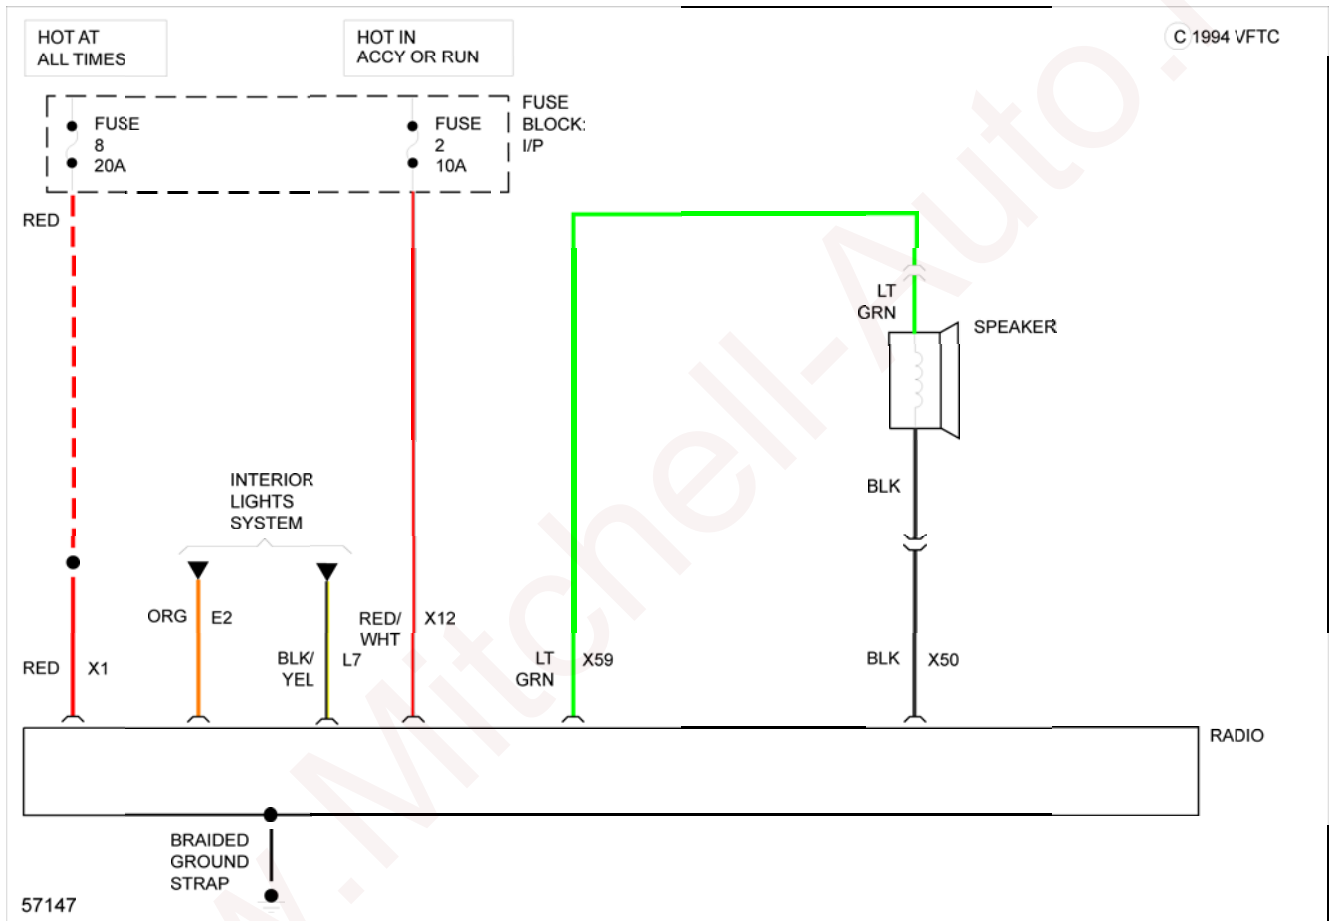 HOT AT
ALL TIMES
HOT IN
ACCY OR RUN
C 1994 VFTC
FUSE
8
20A
FUSE
2
10A
FUSE
BLOCK:
I/P
RED
LT
GRN
SPEAKER
BLK
INTERIOR
LIGHTS
SYSTEM
ORG
E2
RED/
WHT
X12
RED
X1
BLK/
YEL
L7
LT
GRN
X59
BLK
X50
RADIO
BRAIDED
GROUND
STRAP
57147
w.Mitchell-Auto.